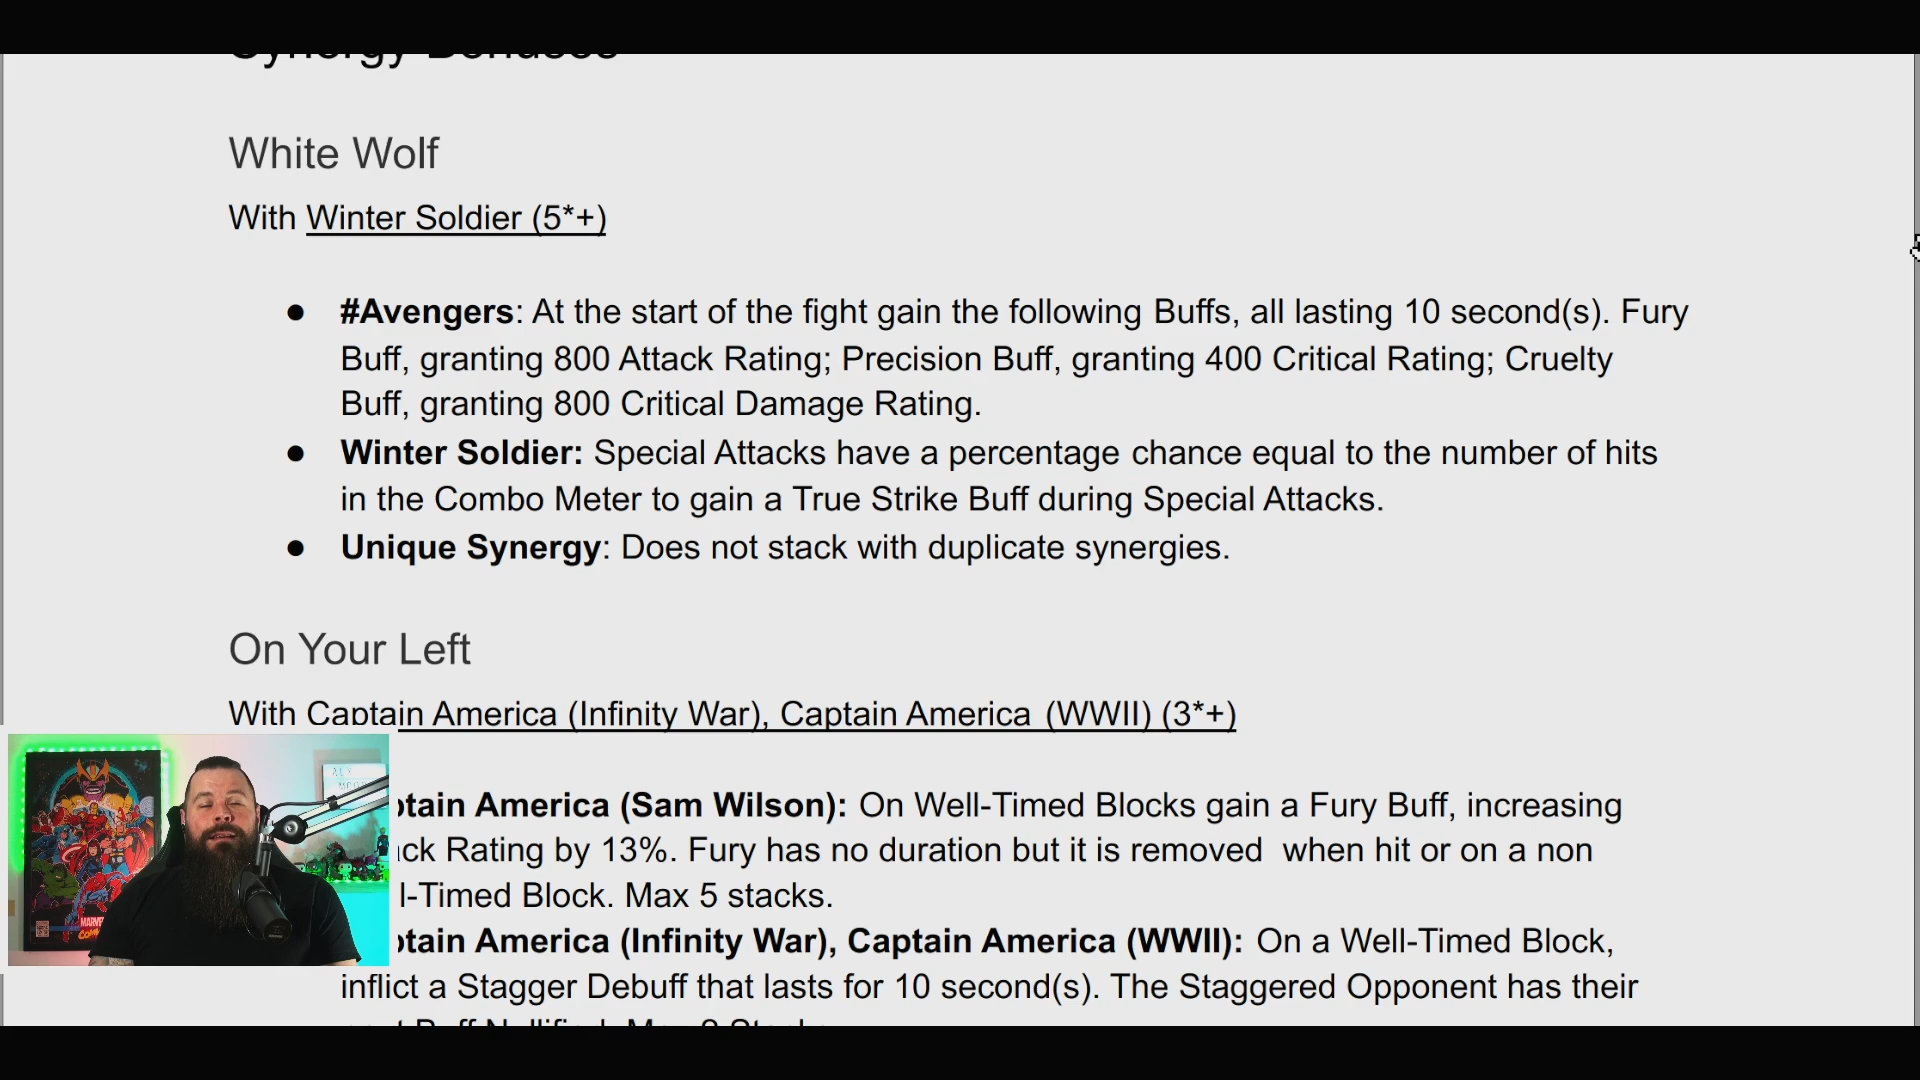 Synergy Bonuses
White Wolf
With Winter Soldier (5*+)
● #Avengers: At the start of the fight gain the following Buffs, all lasting 10 second(s). Fury
Buff, granting 800 Attack Rating; Precision Buff, granting 400 Critical Rating; Cruelty
Buff, granting 800 Critical Damage Rating.
● Winter Soldier: Special Attacks have a percentage chance equal to the number of hits
in the Combo Meter to gain a True Strike Buff during Special Attacks.
● Unique Synergy: Does not stack with duplicate synergies.
On Your Left
With Captain America (Infinity War), Captain America (WWII) (3*+)
ptain America (Sam Wilson): On Well-Timed Blocks gain a Fury Buff, increasing
ck Rating by 13%. Fury has no duration but it is removed when hit or on a non
l-Timed Block. Max 5 stacks.
ptain America (Infinity War), Captain America (WWII): On a Well-Timed Block,
inflict a Stagger Debuff that lasts for 10 second(s). The Staggered Opponent has their
MARVEL